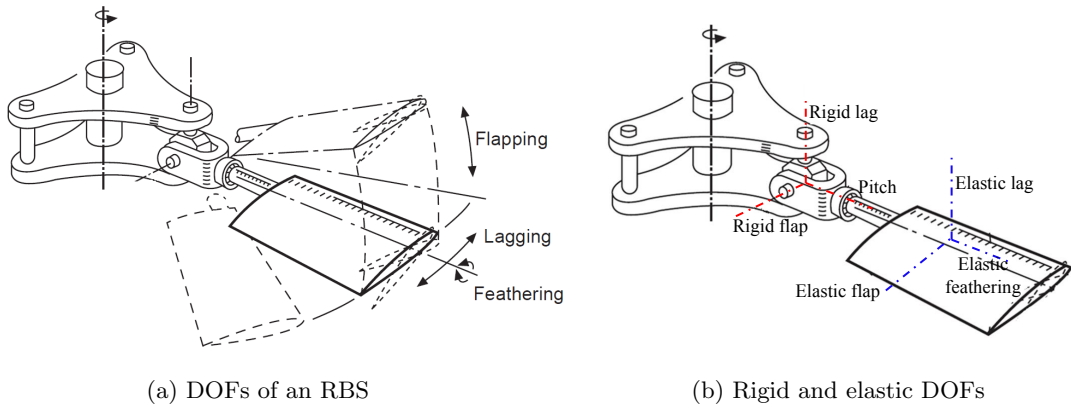 Flapping
Lagging
Feathering
(a) DOFs of an RBS
Rigid lag
Pitch
Elastic lag
Rigid flap
Elastic
feathering
Elastic flap
(b) Rigid and elastic DOFs